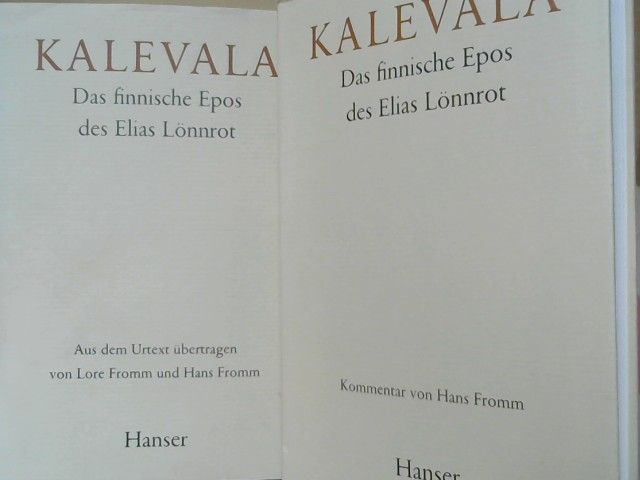 KALEVALA
Das finnische Epos
des Elias Lönnrot
Aus dem Urtext übertragen
von Lore Fromm und Hans Fromm
Hanser
KALEVALA
Das finnische Epos
des Elias Lönnrot
Kommentar von Hans Fromm
Hanser